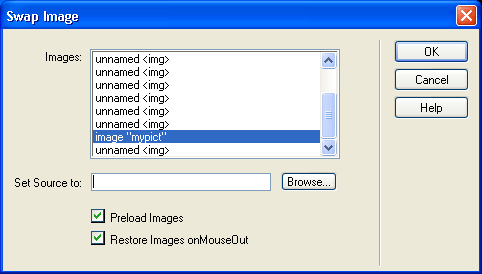 Swap Image
Images:
unnamed <img>
unnamed <img>
unnamed <img>
unnamed <img>
unnamed <img>
unnamed <img>
image "mypict"
unnamed <img>
OK
Cancel
Help
Set Source to:
Browse...
Preload Images
Restore Images onMouseOut